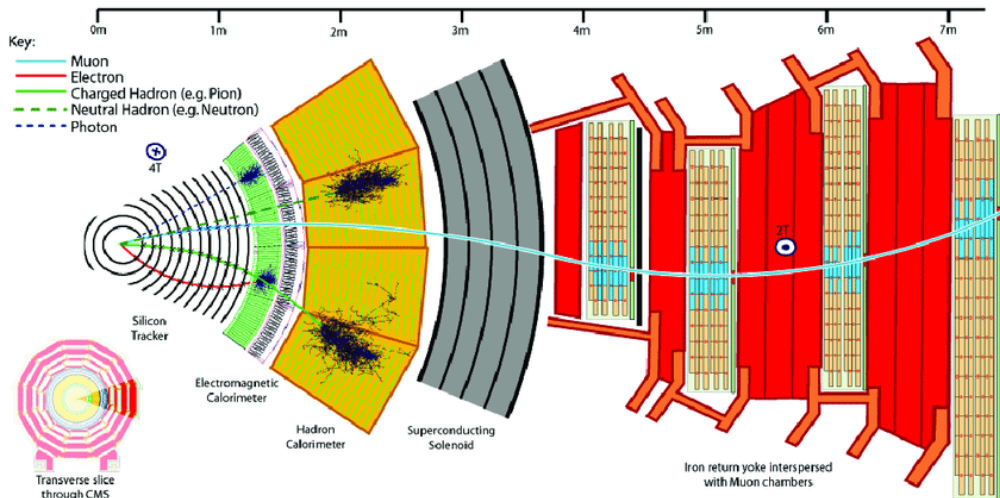 0m 1m 2m 3m 4m 5m 6m 7m
Key:
Muon
Electron
Charged Hadron (e.g. Pion)
Neutral Hadron (e.g. Neutron)
Photon
4T
2T
Silicon
Tracker
Electromagnetic
Calorimeter
Hadron
Calorimeter
Superconducting
Solenoid
Iron return yoke interspersed
with Muon chambers
Transverse slice
through CMS